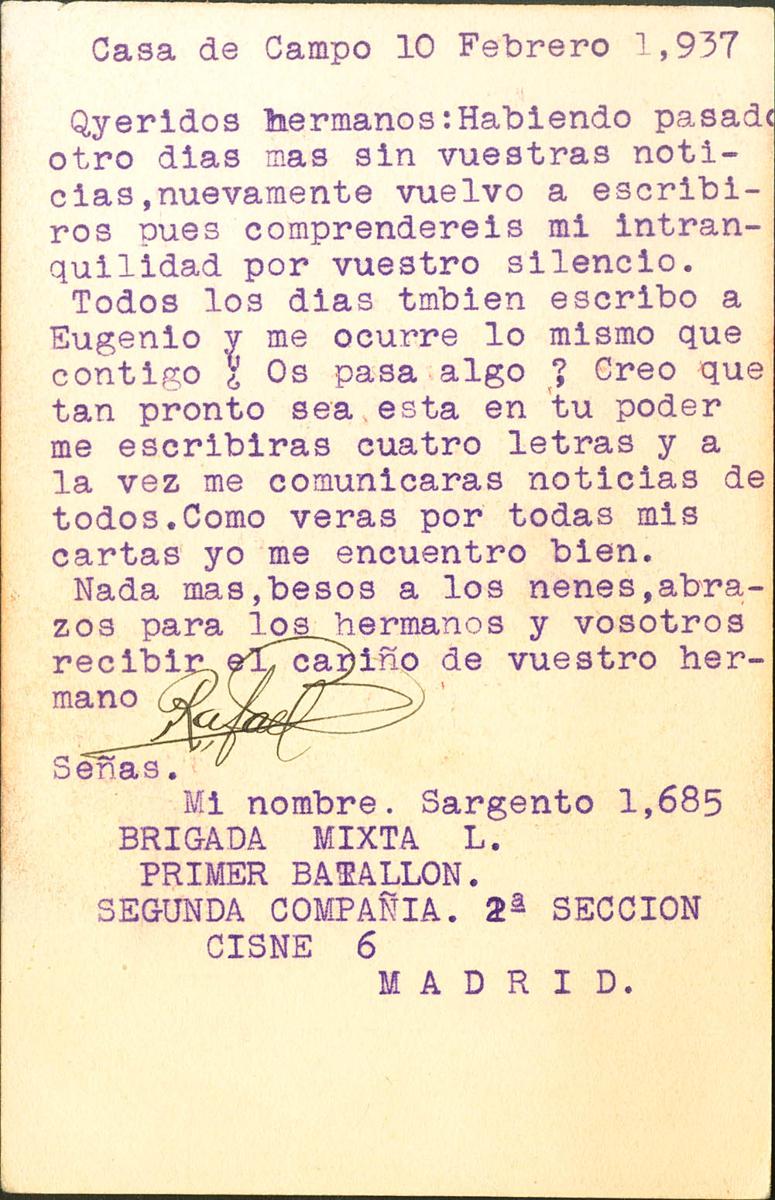 Casa de Campo 10 Febrero 1,937
Qyeridos hermanos:Habiendo pasado
otro dias mas sin vuestras noti-
cias,nuevamente vuelvo a escribi-
ros pues comprendereis mi intran-
quilidad por vuestro silencio.
Todos los dias tmbien escribo a
Eugenio y me ocurre lo mismo que
contigo ¿ Os pasa algo ? Creo que
tan pronto sea esta en tu poder
me escribiras cuatro letras y a
la vez me comunicaras noticias de
todos.Como veras por todas mis
cartas yo me encuentro bien.
Nada mas,besos a los nenes,abra-
zos para los hermanos y vosotros
recibir el cariño de vuestro her-
mano Rafael
Señas.
Mi nombre. Sargento 1,685
BRIGADA MIXTA L.
PRIMER BATALLON.
SEGUNDA COMPAÑIA. 2ª SECCION
CISNE 6
M A D R I D.